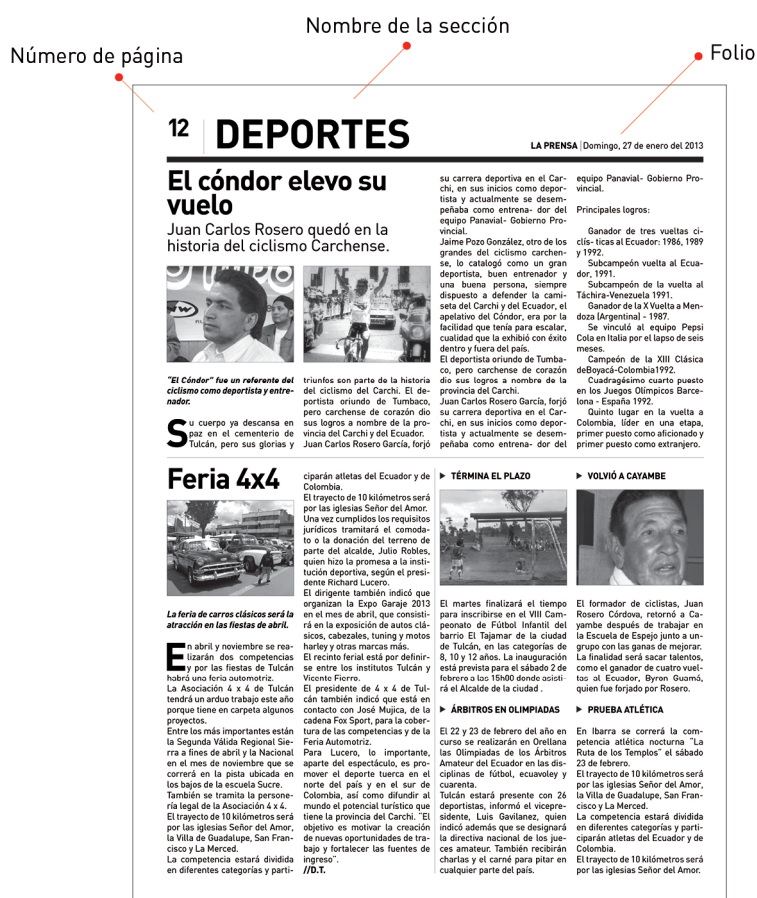 Nombre de la sección
Número de página
Folio
12
DEPORTES
LA PRENSA | Domingo, 27 de enero del 2013
El cóndor elevo su
vuelo
Juan Carlos Rosero quedó en la
historia del ciclismo Carchense.
"El Cóndor" fue un referente del
ciclismo como deportista y entre-
nador.
Su cuerpo ya descansa en
paz en el cementerio de
Tulcán, pero sus glorias y
triunfos son parte de la historia
del ciclismo del Carchi. El de-
portista oriundo de Tumbaco,
pero carchense de corazón dio
sus logros a nombre de la pro-
vincia del Carchi y del Ecuador.
Juan Carlos Rosero García, forjó
su carrera deportiva en el Car-
chi, en sus inicios como depor-
tista y actualmente se desem-
peñaba como entrena- dor del
equipo Panavial- Gobierno Pro-
vincial.
Jaime Pozo González, otro de los
grandes del ciclismo carchen-
se, lo catalogó como un gran
deportista, buen entrenador y
una buena persona, siempre
dispuesto a defender la cami-
seta del Carchi y del Ecuador, el
apelativo del Cóndor, era por la
facilidad que tenía para escalar,
cualidad que la exhibió con éxito
dentro y fuera del país.
El deportista oriundo de Tumba-
co, pero carchense de corazón
dio sus logros a nombre de la
provincia del Carchi.
Juan Carlos Rosero García, forjó
su carrera deportiva en el Car-
chi, en sus inicios como depor-
tista y actualmente se desem-
peñaba como entrena- dor del
equipo Panavial- Gobierno Pro-
vincial.
Principales logros:
Ganador de tres vueltas ci-
clís- ticas al Ecuador: 1986, 1989
y 1992.
Subcampeón vuelta al Ecua-
dor, 1991.
Subcampeón de la vuelta al
Táchira-Venezuela 1991.
Ganador de la X Vuelta a Men-
doza (Argentina) - 1987.
Se vinculó al equipo Pepsi
Cola en Italia por el lapso de seis
meses.
Campeón de la XIII Clásica
deBoyacá-Colombia1992.
Cuadragésimo cuarto puesto
en los Juegos Olímpicos Barce-
lona - España 1992.
Quinto lugar en la vuelta a
Colombia, líder en una etapa,
primer puesto como aficionado y
primer puesto como extranjero.
Feria 4x4
La feria de carros clásicos será la
atracción en las fiestas de abril.
En abril y noviembre se rea-
lizarán dos competencias
y por las fiestas de Tulcán
habrá una feria automotriz.
La Asociación 4 x 4 de Tulcán
tendrá un arduo trabajo este año
porque tiene en carpeta algunos
proyectos.
Entre los más importantes están
la Segunda Válida Regional Sie-
rra a fines de abril y la Nacional
en el mes de noviembre que se
correrá en la pista ubicada en
los bajos de la escuela Sucre.
También se tramita la persone-
ría legal de la Asociación 4 x 4.
El trayecto de 10 kilómetros será
por las iglesias Señor del Amor,
la Villa de Guadalupe, San Fran-
cisco y La Merced.
La competencia estará dividida
en diferentes categorías y parti-
ciparán atletas del Ecuador y de
Colombia.
El trayecto de 10 kilómetros será
por las iglesias Señor del Amor.
Una vez cumplidos los requisitos
jurídicos tramitará el comoda-
to o la donación del terreno de
parte del alcalde, Julio Robles,
quien hizo la promesa a la insti-
tución deportiva, según el presi-
dente Richard Lucero.
El dirigente también indicó que
organizan la Expo Garaje 2013
en el mes de abril, que consisti-
rá en la exposición de autos clá-
sicos, cabezales, tuning y motos
harley y otras marcas más.
El recinto ferial está por definir-
se entre los institutos Tulcán y
Vicente Fierro.
El presidente de 4 x 4 de Tul-
cán también indicó que está en
contacto con José Mujica, de la
cadena Fox Sport, para la cober-
tura de las competencias y de la
Feria Automotriz.
Para Lucero, lo importante,
aparte del espectáculo, es pro-
mover el deporte tuerca en el
norte del país y en el sur de
Colombia, así como difundir al
mundo el potencial turístico que
tiene la provincia del Carchi. "El
objetivo es motivar la creación
de nuevas oportunidades de tra-
bajo y fortalecer las fuentes de
ingreso".
//D.T.
TÉRMINA EL PLAZO
El martes finalizará el tiempo
para inscribirse en el VIII Cam-
peonato de Fútbol Infantil del
barrio El Tajamar de la ciudad
de Tulcán, en las categorías de
8, 10 y 12 años. La inauguración
está prevista para el sábado 2 de
febrero a las 15h00 donde asisti-
rá el Alcalde de la ciudad .
ÁRBITROS EN OLIMPIADAS
El 22 y 23 de febrero del año en
curso se realizarán en Orellana
las Olimpiadas de los Árbitros
Amateur del Ecuador en las dis-
ciplinas de fútbol, ecuavoley y
cuarenta.
Tulcán estará presente con 26
deportistas, informó el vicepre-
sidente, Luis Gavilanez, quien
indicó además que se designará
la directiva nacional de los jue-
ces amateur. También recibirán
charlas y el carné para pitar en
cualquier parte del país.
VOLVIÓ A CAYAMBE
El formador de ciclistas, Juan
Rosero Córdova, retornó a Ca-
yambe después de trabajar en
la Escuela de Espejo junto a un-
grupo con las ganas de mejorar.
La finalidad será sacar talentos,
como el ganador de cuatro vuel-
tas al Ecuador, Byron Guamá,
quien fue forjado por Rosero.
PRUEBA ATLÉTICA
En Ibarra se correrá la com-
petencia atlética nocturna "La
Ruta de los Templos" el sábado
23 de febrero.
El trayecto de 10 kilómetros será
por las iglesias Señor del Amor,
la Villa de Guadalupe, San Fran-
cisco y La Merced.
La competencia estará dividida
en diferentes categorías y parti-
ciparán atletas del Ecuador y de
Colombia.
El trayecto de 10 kilómetros será
por las iglesias Señor del Amor.